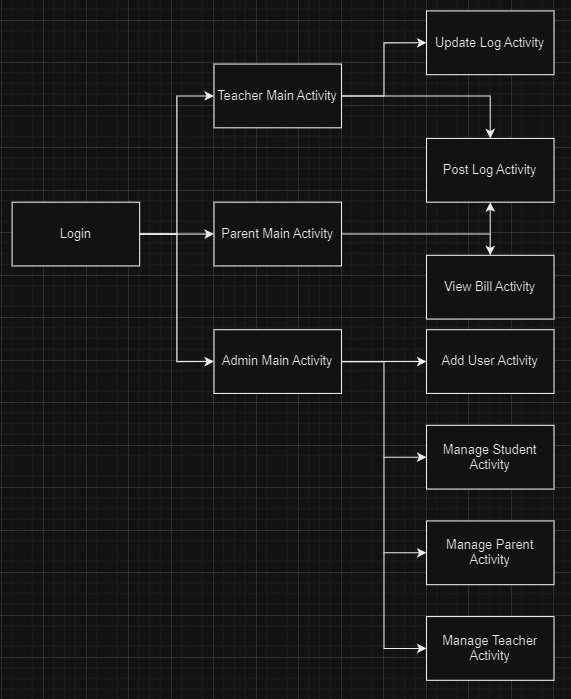 Update Log Activity
Teacher Main Activity
Post Log Activity
Login
Parent Main Activity
View Bill Activity
Admin Main Activity
Add User Activity
Manage Student
Activity
Manage Parent
Activity
Manage Teacher
Activity